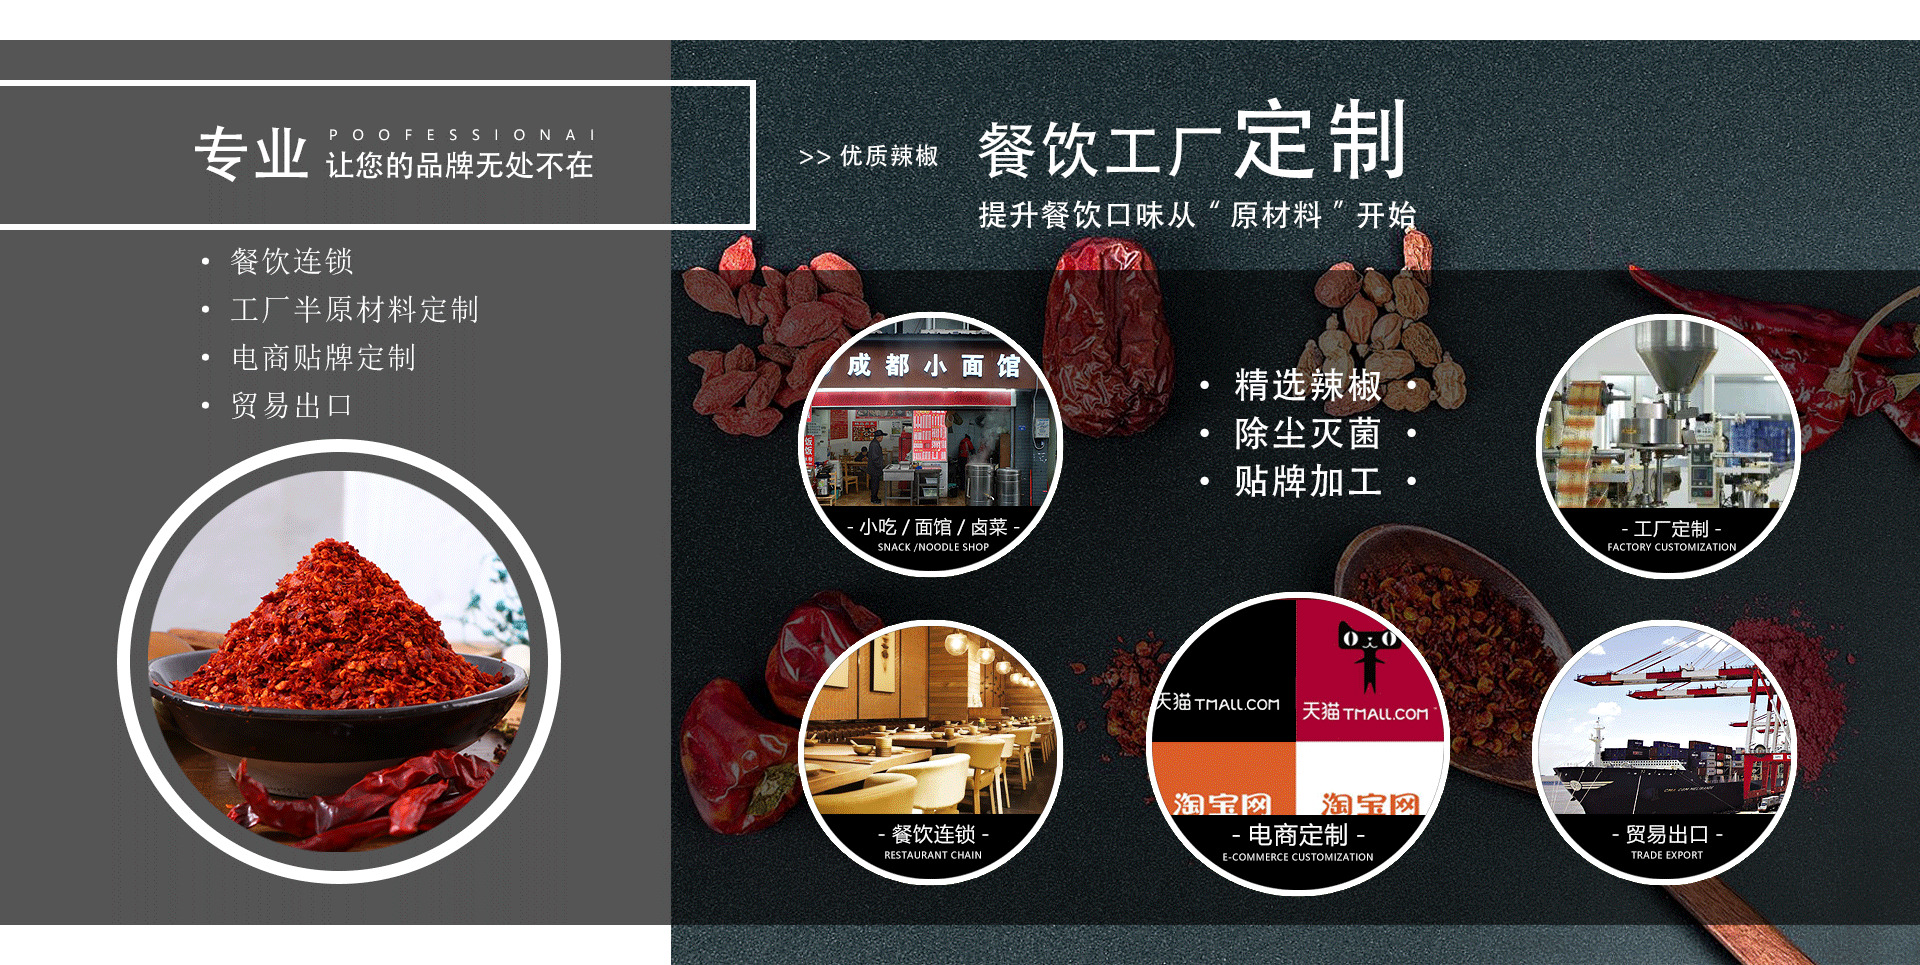 专业
POOFESSIONAI
让您的品牌无处不在
• 餐饮连锁
• 工厂半原材料定制
• 电商贴牌定制
• 贸易出口
>> 优质辣椒
餐饮工厂定制
提升餐饮口味从“原材料”开始
成都小面馆
- 小吃 / 面馆 / 卤菜 -
SNACK /NOODLE SHOP
• 精选辣椒 •
• 除尘灭菌 •
• 贴牌加工 •
- 工厂定制 -
FACTORY CUSTOMIZATION
- 餐饮连锁 -
RESTAURANT CHAIN
天猫 TMALL.COM
天猫 TMALL.COM
淘宝网
淘宝网
- 电商定制 -
E-COMMERCE CUSTOMIZATION
- 贸易出口 -
TRADE EXPORT